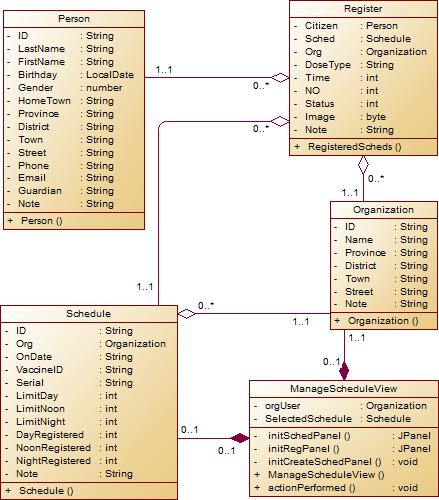 Person
- ID : String
- LastName : String
- FirstName : String
- Birthday : LocalDate
- Gender : number
- HomeTown : String
- Province : String
- District : String
- Town : String
- Street : String
- Phone : String
- Email : String
- Guardian : String
- Note : String
+ Person ()
Register
- Citizen : Person
- Sched : Schedule
- Org : Organization
- DoseType : String
- Time : int
- NO : int
- Status : int
- Image : byte
- Note : String
+ RegisteredScheds ()
1..1
0..*
0..*
0..*
1..1
Organization
- ID : String
- Name : String
- Province : String
- District : String
- Town : String
- Street : String
- Note : String
+ Organization ()
1..1
0..*
1..1
1..1
0..1
Schedule
- ID : String
- Org : Organization
- OnDate : String
- VaccineID : String
- Serial : String
- LimitDay : int
- LimitNoon : int
- LimitNight : int
- DayRegistered : int
- NoonRegistered : int
- NightRegistered : int
- Note : String
+ Schedule ()
0..1
0..1
ManageScheduleView
- orgUser : Organization
- SelectedSchedule : Schedule
- initSchedPanel () : JPanel
- initRegPanel () : JPanel
- initCreateSchedPanel () : void
+ ManageScheduleView ()
+ actionPerformed () : void